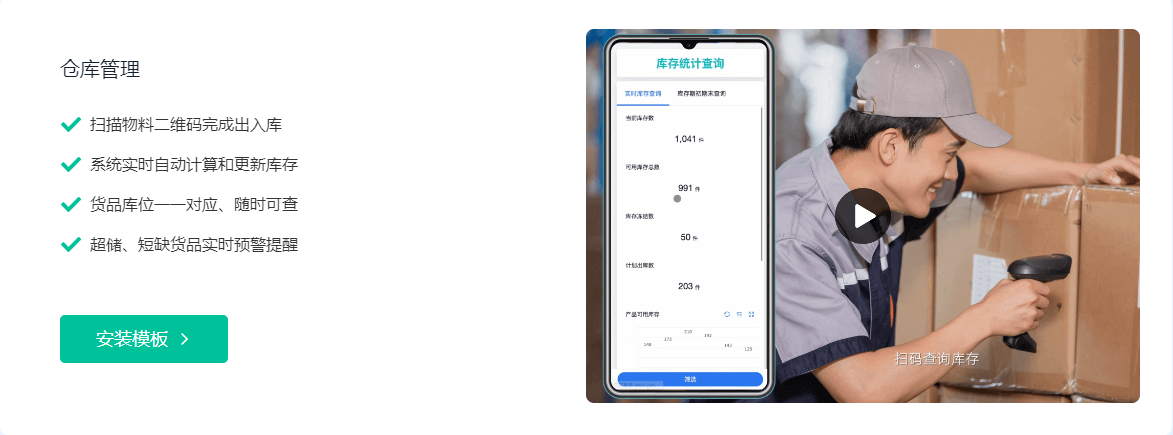 仓库管理
扫描物料二维码完成出入库
系统实时自动计算和更新库存
货品库位一一对应、随时可查
超储、短缺货品实时预警提醒
安装模板
库存统计查询
实时库存查询 库存期初期末查询
当前库存数
1,041 件
可用库存总数
991 件
库存冻结数
50 件
计划出库数
203 件
产品可用库存
210 192
172
148 142 125
筛选
扫码查询库存